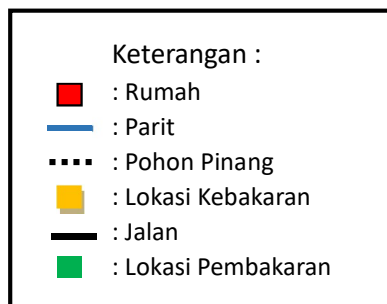 Keterangan :
: Rumah
: Parit
: Pohon Pinang
: Lokasi Kebakaran
: Jalan
: Lokasi Pembakaran